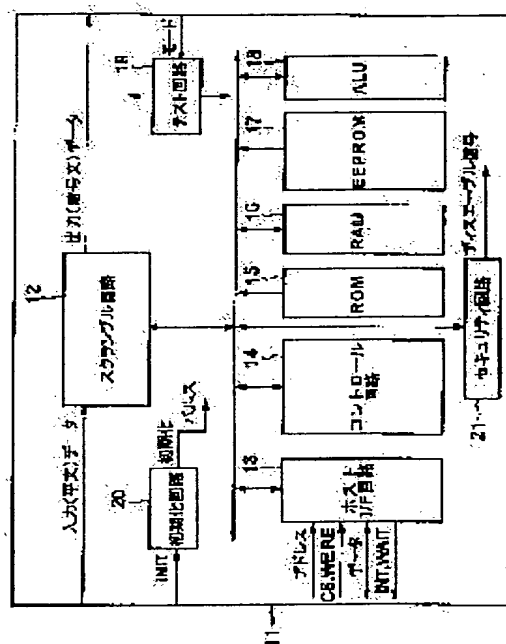 11
入力(平文)データ
12
スクランブル回路
出力(暗号文)データ
19
テスト回路
モード
INIT
20
初期化回路
初期化
パルス
アドレス
データ
INT.WAIT
13
ホスト
I/F回路
14
コントロール
回路
15
ROM
16
17
EEPROM
18
ALU
21
セキュリティ回路
ディスエーブル信号